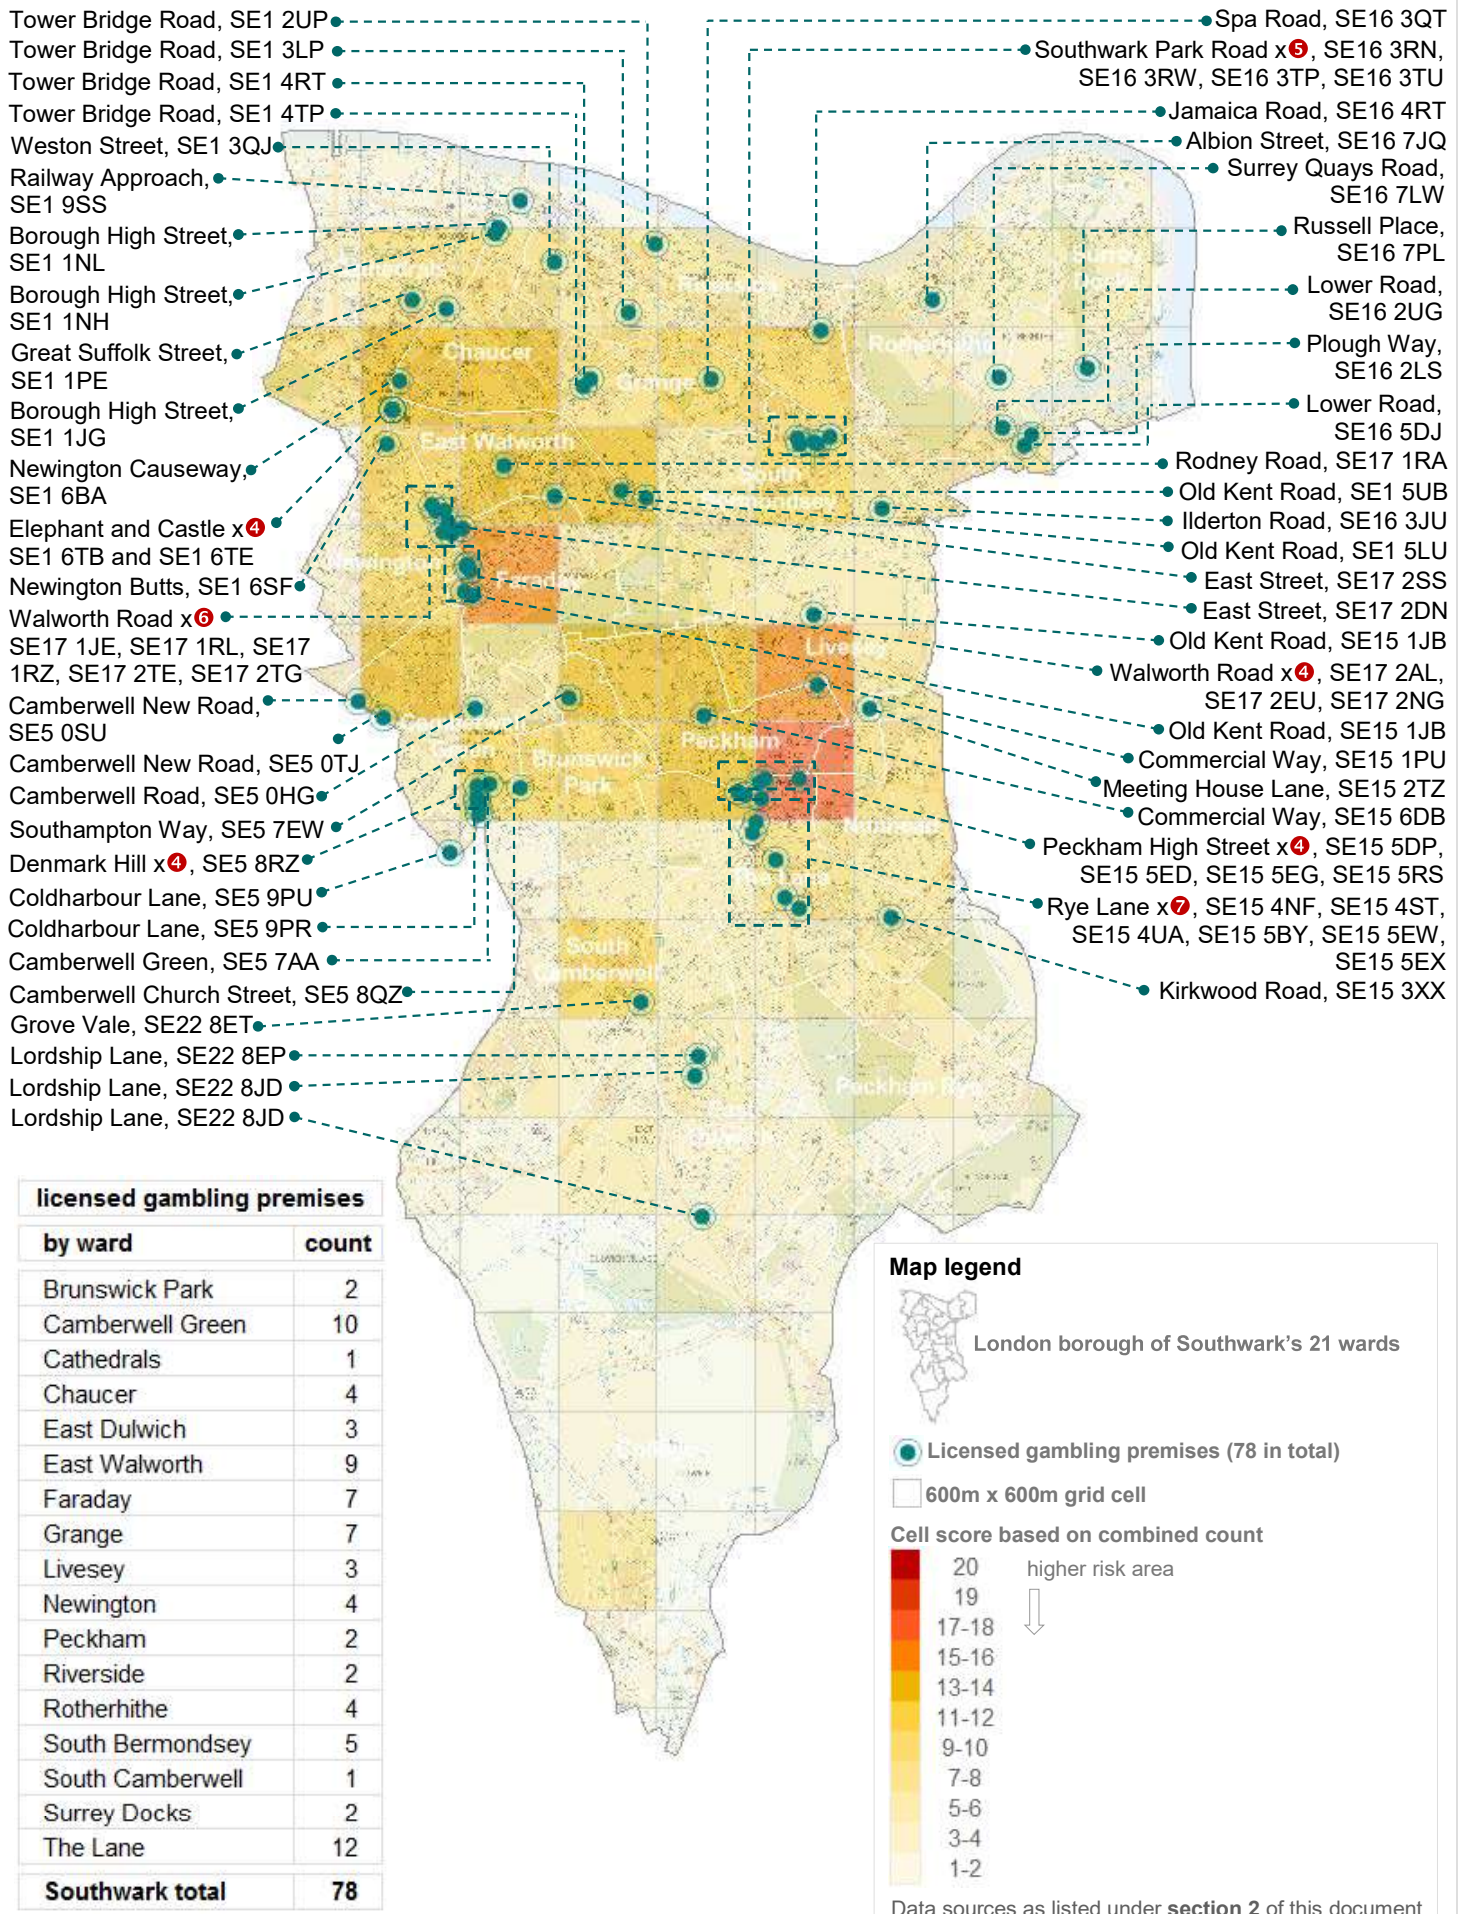 Tower Bridge Road, SE1 2UP
Tower Bridge Road, SE1 3LP
Tower Bridge Road, SE1 4RT
Tower Bridge Road, SE1 4TP
Weston Street, SE1 3QJ
Railway Approach,
SE1 9SS
Borough High Street,
SE1 1NL
Borough High Street,
SE1 1NH
Great Suffolk Street,
SE1 1PE
Borough High Street,
SE1 1JG
Newington Causeway,
SE1 6BA
Elephant and Castle x4
SE1 6TB and SE1 6TE
Newington Butts, SE1 6SF
Walworth Road x6
SE17 1JE, SE17 1RL, SE17
1RZ, SE17 2TE, SE17 2TG
Camberwell New Road,
SE5 0SU
Camberwell New Road, SE5 0TJ
Camberwell Road, SE5 0HG
Southampton Way, SE5 7EW
Denmark Hill x4, SE5 8RZ
Coldharbour Lane, SE5 9PU
Coldharbour Lane, SE5 9PR
Camberwell Green, SE5 7AA
Camberwell Church Street, SE5 8QZ
Grove Vale, SE22 8ET
Lordship Lane, SE22 8EP
Lordship Lane, SE22 8JD
Lordship Lane, SE22 8JD
Spa Road, SE16 3QT
Southwark Park Road x5, SE16 3RN,
SE16 3RW, SE16 3TP, SE16 3TU
Jamaica Road, SE16 4RT
Albion Street, SE16 7JQ
Surrey Quays Road,
SE16 7LW
Russell Place,
SE16 7PL
Lower Road,
SE16 2UG
Plough Way,
SE16 2LS
Lower Road,
SE16 5DJ
Rodney Road, SE17 1RA
Old Kent Road, SE1 5UB
Ilderton Road, SE16 3JU
Old Kent Road, SE1 5LU
East Street, SE17 2SS
East Street, SE17 2DN
Old Kent Road, SE15 1JB
Walworth Road x4, SE17 2AL,
SE17 2EU, SE17 2NG
Old Kent Road, SE15 1JB
Commercial Way, SE15 1PU
Meeting House Lane, SE15 2TZ
Commercial Way, SE15 6DB
Peckham High Street x4, SE15 5DP,
SE15 5ED, SE15 5EG, SE15 5RS
Rye Lane x7, SE15 4NF, SE15 4ST,
SE15 4UA, SE15 5BY, SE15 5EW,
SE15 5EX
Kirkwood Road, SE15 3XX
Chaucer
Grange
East Walworth
South
Newington
Faraday
Livesey
Peckham
Brunswick
Park
South
Camberwell
Peckham Rye
licensed gambling premises
by ward count
Brunswick Park 2
Camberwell Green 10
Cathedrals 1
Chaucer 4
East Dulwich 3
East Walworth 9
Faraday 7
Grange 7
Livesey 3
Newington 4
Peckham 2
Riverside 2
Rotherhithe 4
South Bermondsey 5
South Camberwell 1
Surrey Docks 2
The Lane 12
Southwark total 78
Map legend
London borough of Southwark's 21 wards
Licensed gambling premises (78 in total)
600m x 600m grid cell
Cell score based on combined count
20 higher risk area
19
17-18
15-16
13-14
11-12
9-10
7-8
5-6
3-4
1-2
Data sources as listed under section 2 of this document